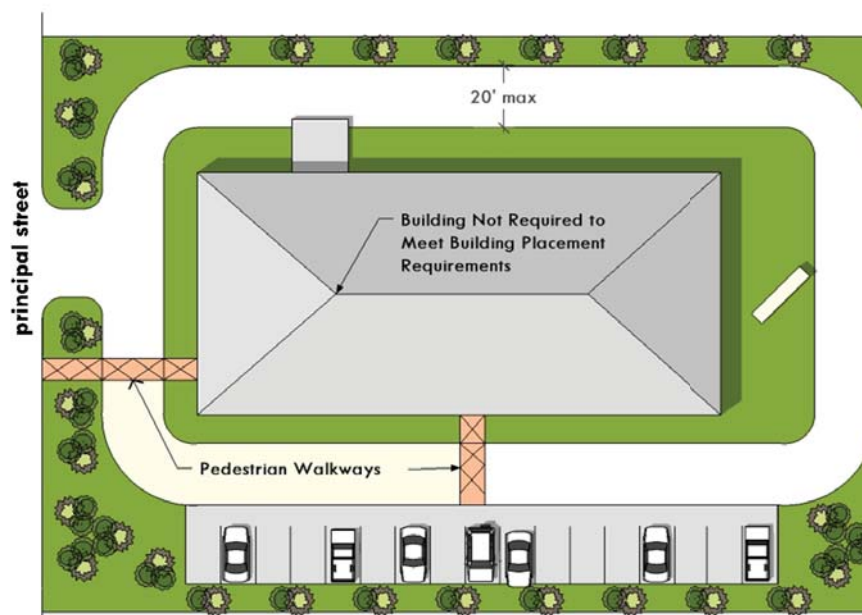 20' max
Building Not Required to
Meet Building Placement
Requirements
principal street
Pedestrian Walkways